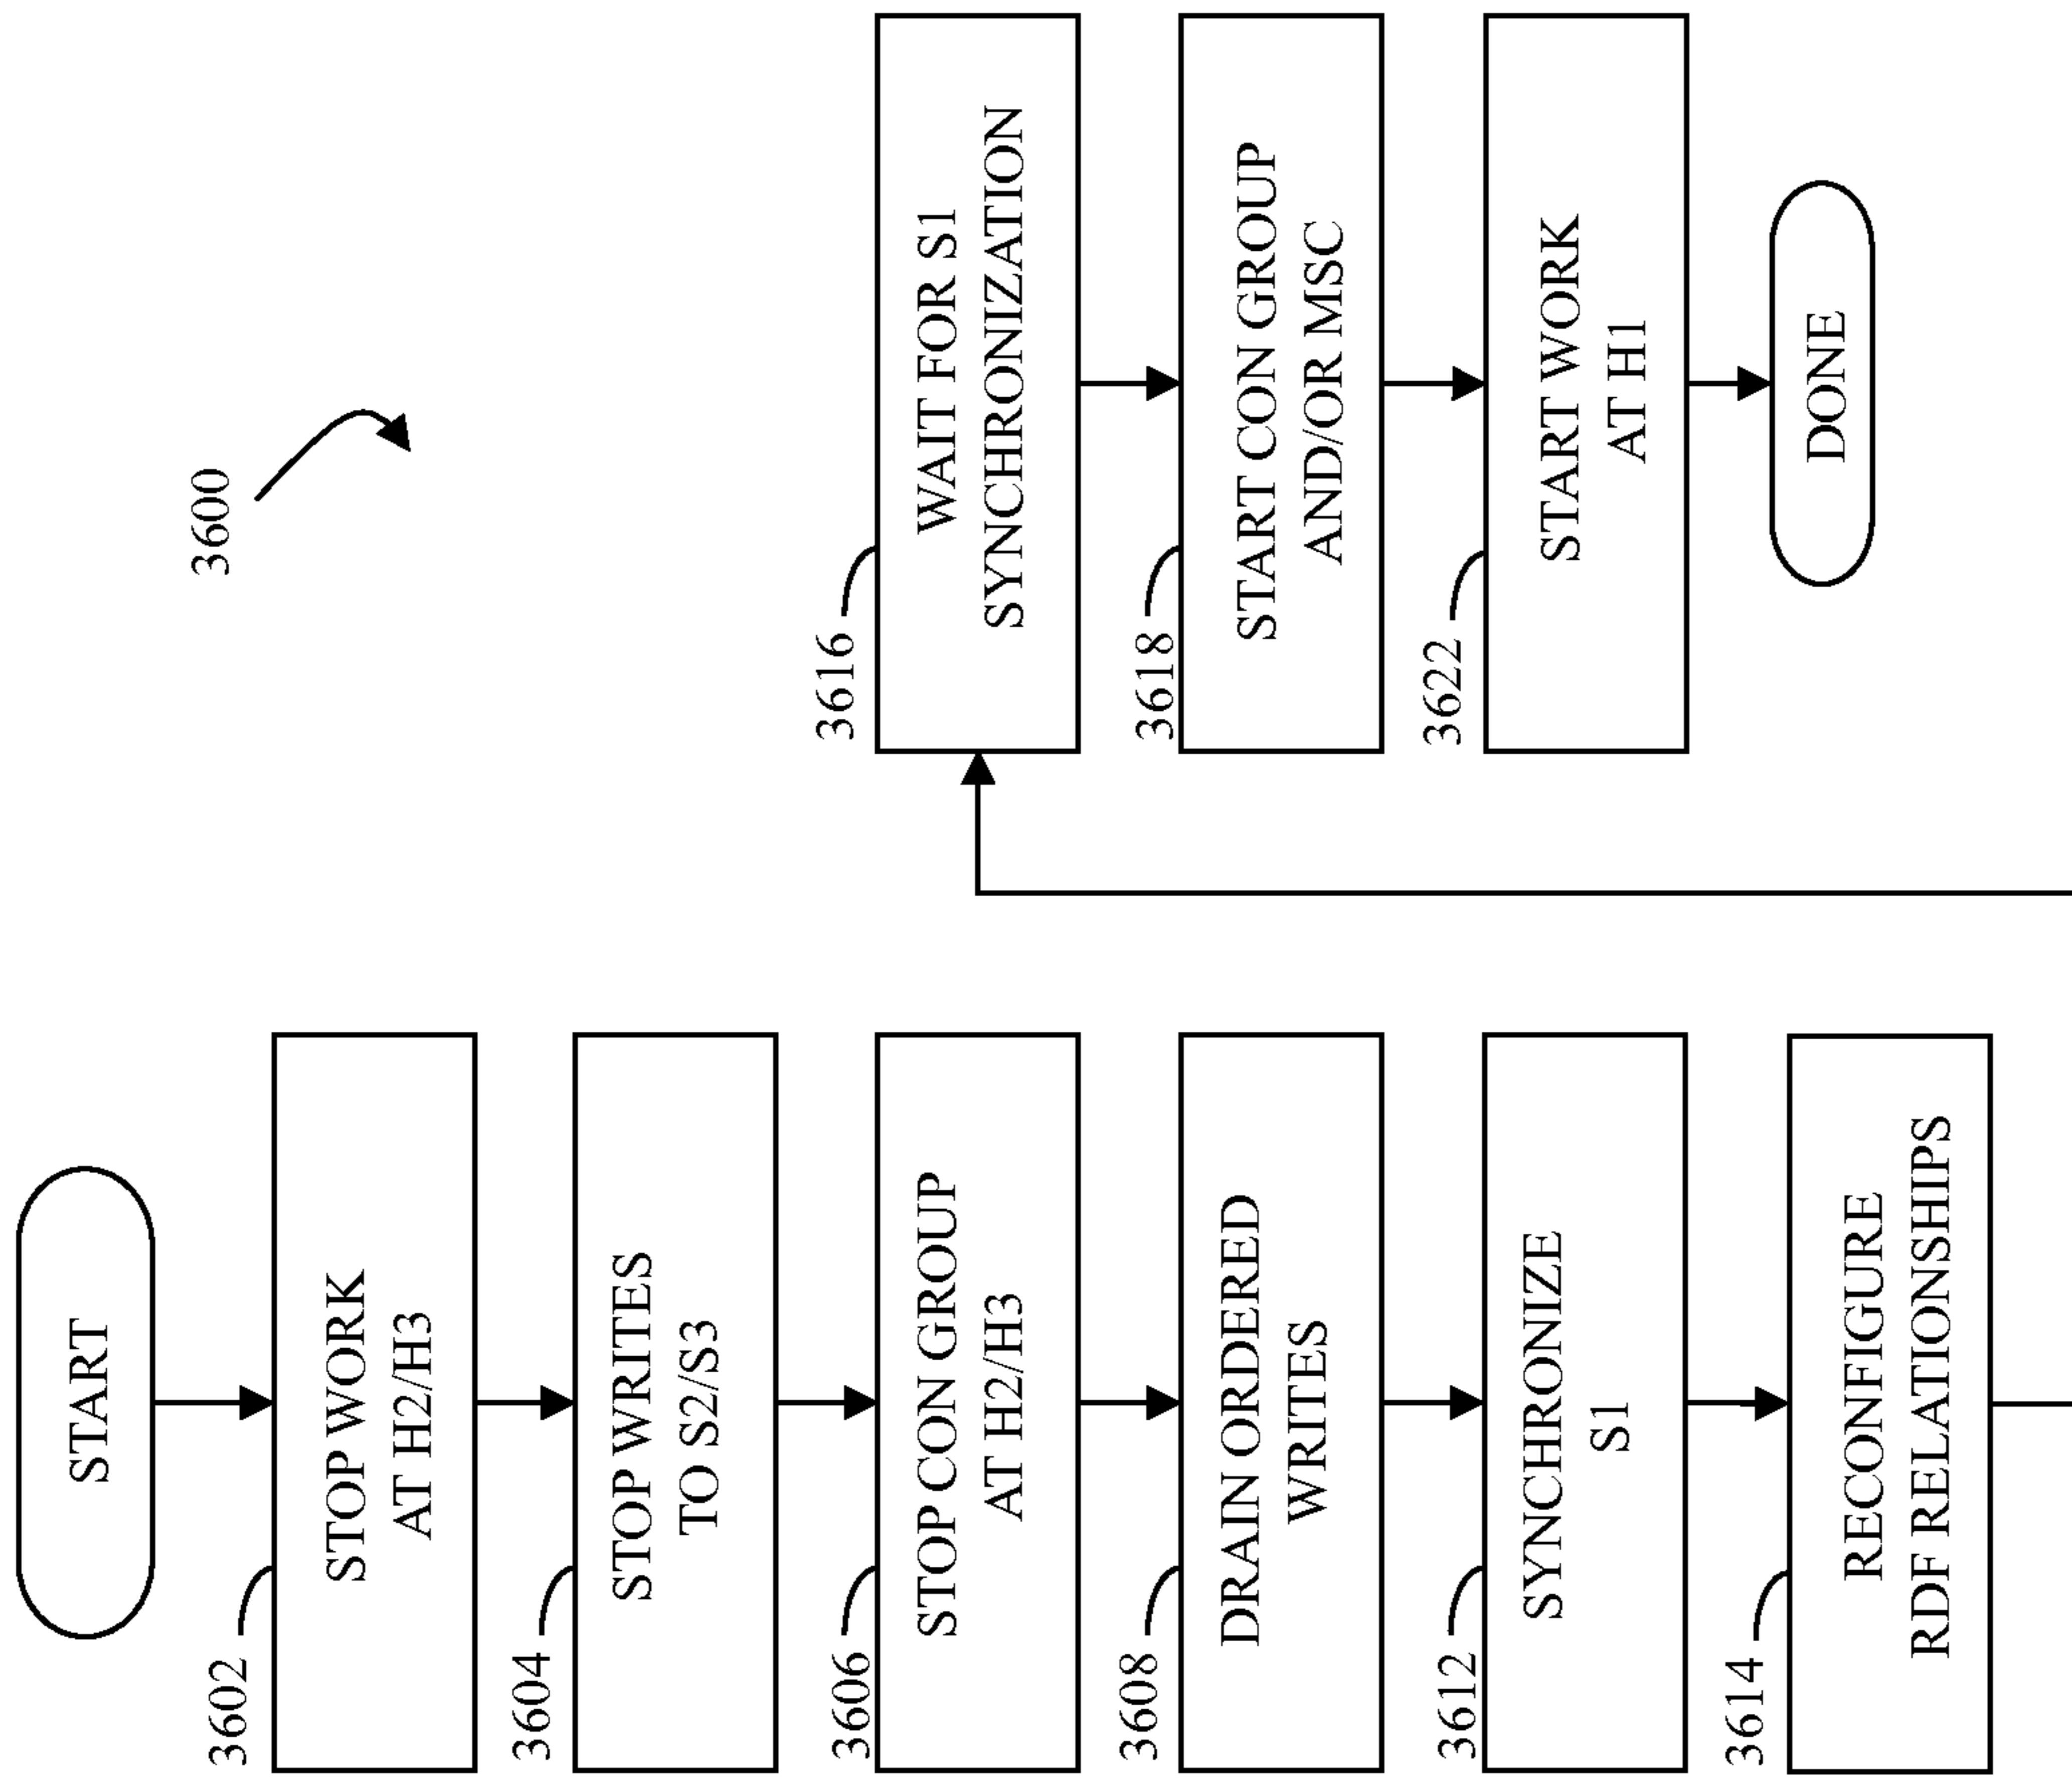 3600
START
3602
STOP WORK
AT H2/H3
3604
STOP WRITES
TO S2/S3
3606
STOP CON GROUP
AT H2/H3
3608
DRAIN ORDERED
WRITES
3612
SYNCHRONIZE
S1
3614
RECONFIGURE
RDF RELATIONSHIPS
3616
WAIT FOR S1
SYNCHRONIZATION
3618
START CON GROUP
AND/OR MSC
3622
START WORK
AT H1
DONE